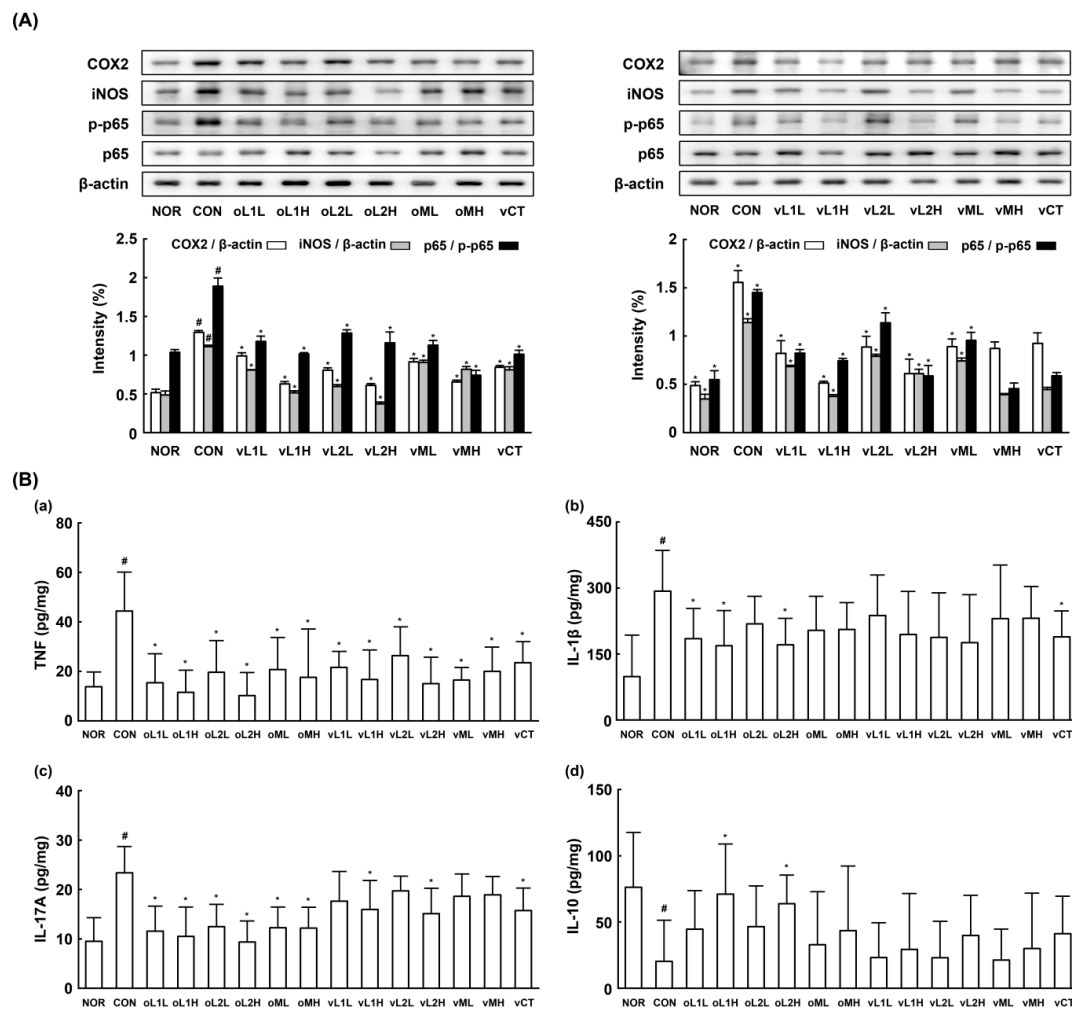 (A)
COX2
iNOS
p-p65
p65
β-actin
NOR CON oL1L oL1H oL2L oL2H oML oMH vCT
COX2
iNOS
p-p65
p65
β-actin
NOR CON vL1L vL1H vL2L vL2H vML vMH vCT
COX2 / β-actin iNOS / β-actin p65 / p-p65
Intensity (%)
2.5
2
1.5
1
0.5
0
# # # * * * * * * * * * * * * * * * * * * * *
NOR CON vL1L vL1H vL2L vL2H vML vMH vCT
COX2 / β-actin iNOS / β-actin p65 / p-p65
Intensity (%)
2
1.5
1
0.5
0
* * * * * * * * * * * * * * * * * * * * *
NOR CON vL1L vL1H vL2L vL2H vML vMH vCT
(B)
(a)
TNF (pg/mg)
80
60
40
20
0
# * * * * * * * * * * * * *
NOR CON oL1L oL1H oL2L oL2H oML oMH vL1L vL1H vL2L vL2H vML vMH vCT
(b)
IL-1β (pg/mg)
450
300
150
0
# * * * *
NOR CON oL1L oL1H oL2L oL2H oML oMH vL1L vL1H vL2L vL2H vML vMH vCT
(c)
IL-17A (pg/mg)
40
30
20
10
0
# * * * * * * * * *
NOR CON oL1L oL1H oL2L oL2H oML oMH vL1L vL1H vL2L vL2H vML vMH vCT
(d)
IL-10 (pg/mg)
150
100
50
0
# * *
NOR CON oL1L oL1H oL2L oL2H oML oMH vL1L vL1H vL2L vL2H vML vMH vCT